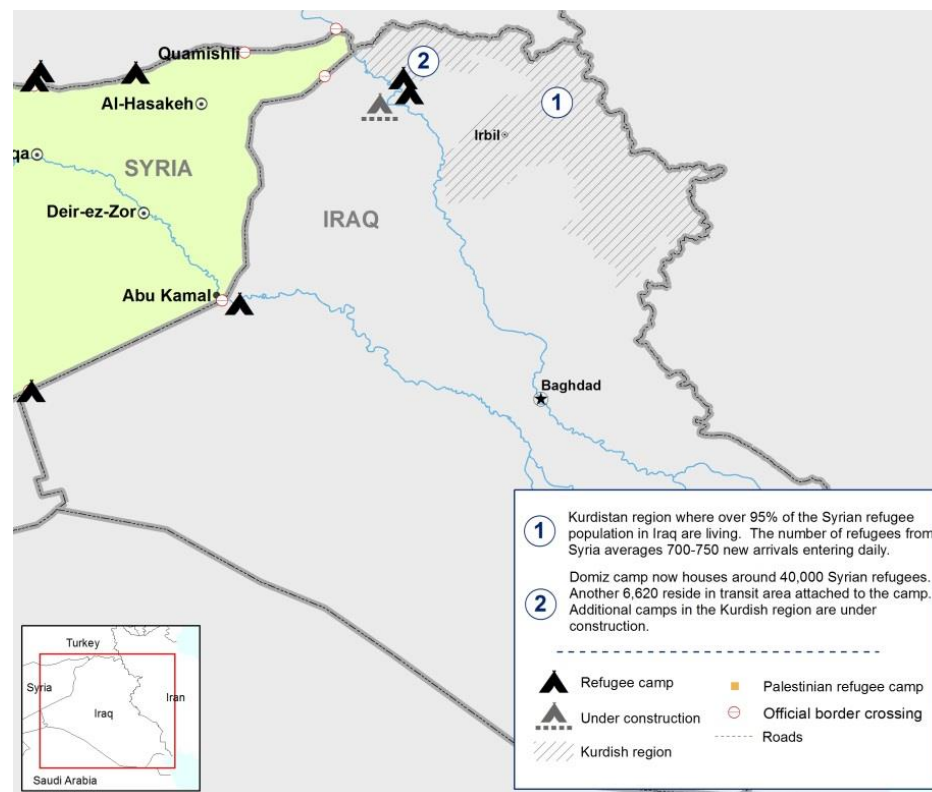 Quamishli
2
Al-Hasakeh
1
Irbil
qa
SYRIA
Deir-ez-Zor
IRAQ
Abu Kamal
Baghdad
1
Kurdistan region where over 95% of the Syrian refugee
population in Iraq are living. The number of refugees from
Syria averages 700-750 new arrivals entering daily.
2
Domiz camp now houses around 40,000 Syrian refugees.
Another 6,620 reside in transit area attached to the camp.
Additional camps in the Kurdish region are under
construction.
Refugee camp
Palestinian refugee camp
Under construction
Official border crossing
Roads
Kurdish region
Turkey
Syria
Iran
Iraq
Saudi Arabia